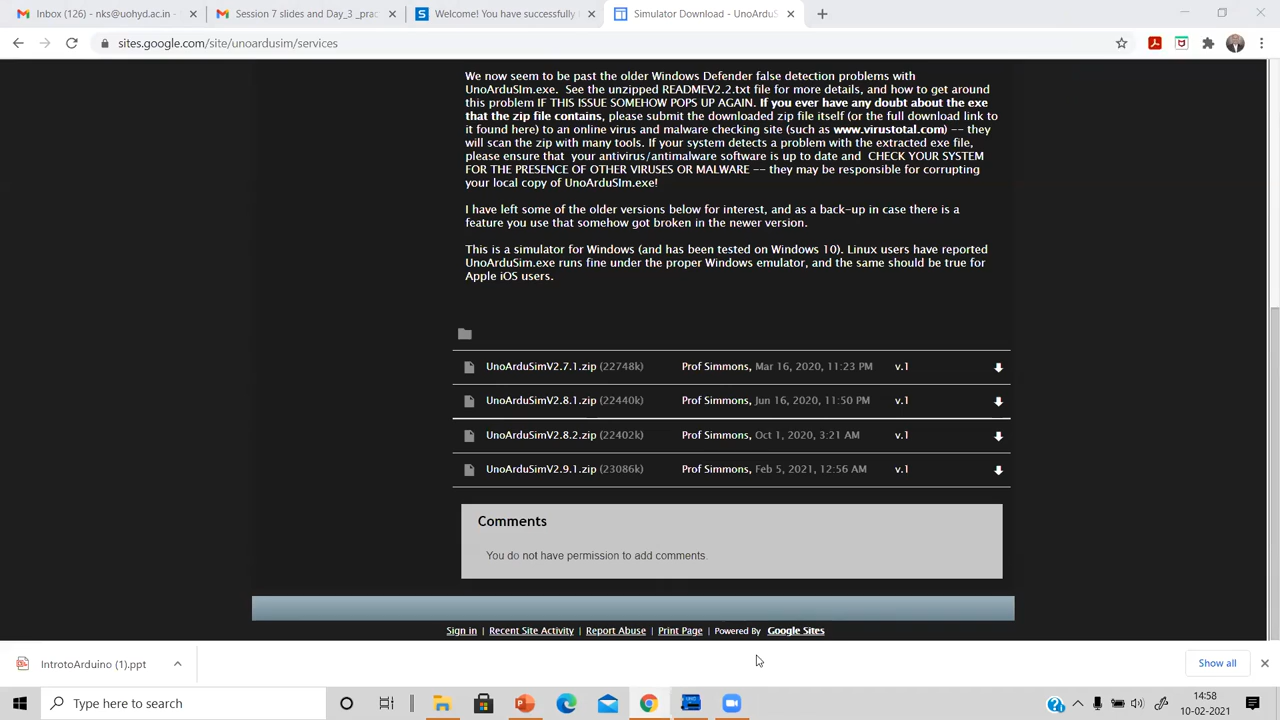 Inbox (126) - nks@uohyd.ac.in -
Session 7 slides and Day_3 _prac
Welcome! You have successfully l
Simulator Download - UnoArduSi
sites.google.com/site/unoardusim/services
We now seem to be past the older Windows Defender false detection problems with
UnoArduSIm.exe. See the unzipped READMEV2.2.txt file for more details, and how to get around
this problem IF THIS ISSUE SOMEHOW POPS UP AGAIN. If you ever have any doubt about the exe
that the zip file contains, please submit the downloaded zip file itself (or the full download link to
it found here) to an online virus and malware checking site (such as www.virustotal.com) -- they
will scan the zip with many tools. If your system detects a problem with the extracted exe file,
please ensure that your antivirus/antimalware software is up to date and CHECK YOUR SYSTEM
FOR THE PRESENCE OF OTHER VIRUSES OR MALWARE -- they may be responsible for corrupting
your local copy of UnoArduSIm.exe!
I have left some of the older versions below for interest, and as a back-up in case there is a
feature you use that somehow got broken in the newer version.
This is a simulator for Windows (and has been tested on Windows 10). Linux users have reported
UnoArduSim.exe runs fine under the proper Windows emulator, and the same should be true for
Apple iOS users.
UnoArduSimV2.7.1.zip (22748k) Prof Simmons, Mar 16, 2020, 11:23 PM v.1
UnoArduSimV2.8.1.zip (22440k) Prof Simmons, Jun 16, 2020, 11:50 PM v.1
UnoArduSimV2.8.2.zip (22402k) Prof Simmons, Oct 1, 2020, 3:21 AM v.1
UnoArduSimV2.9.1.zip (23086k) Prof Simmons, Feb 5, 2021, 12:56 AM v.1
Comments
You do not have permission to add comments.
Sign in | Recent Site Activity | Report Abuse | Print Page | Powered By Google Sites
IntrotoArduino (1).ppt
Show all
Type here to search
14:58
10-02-2021